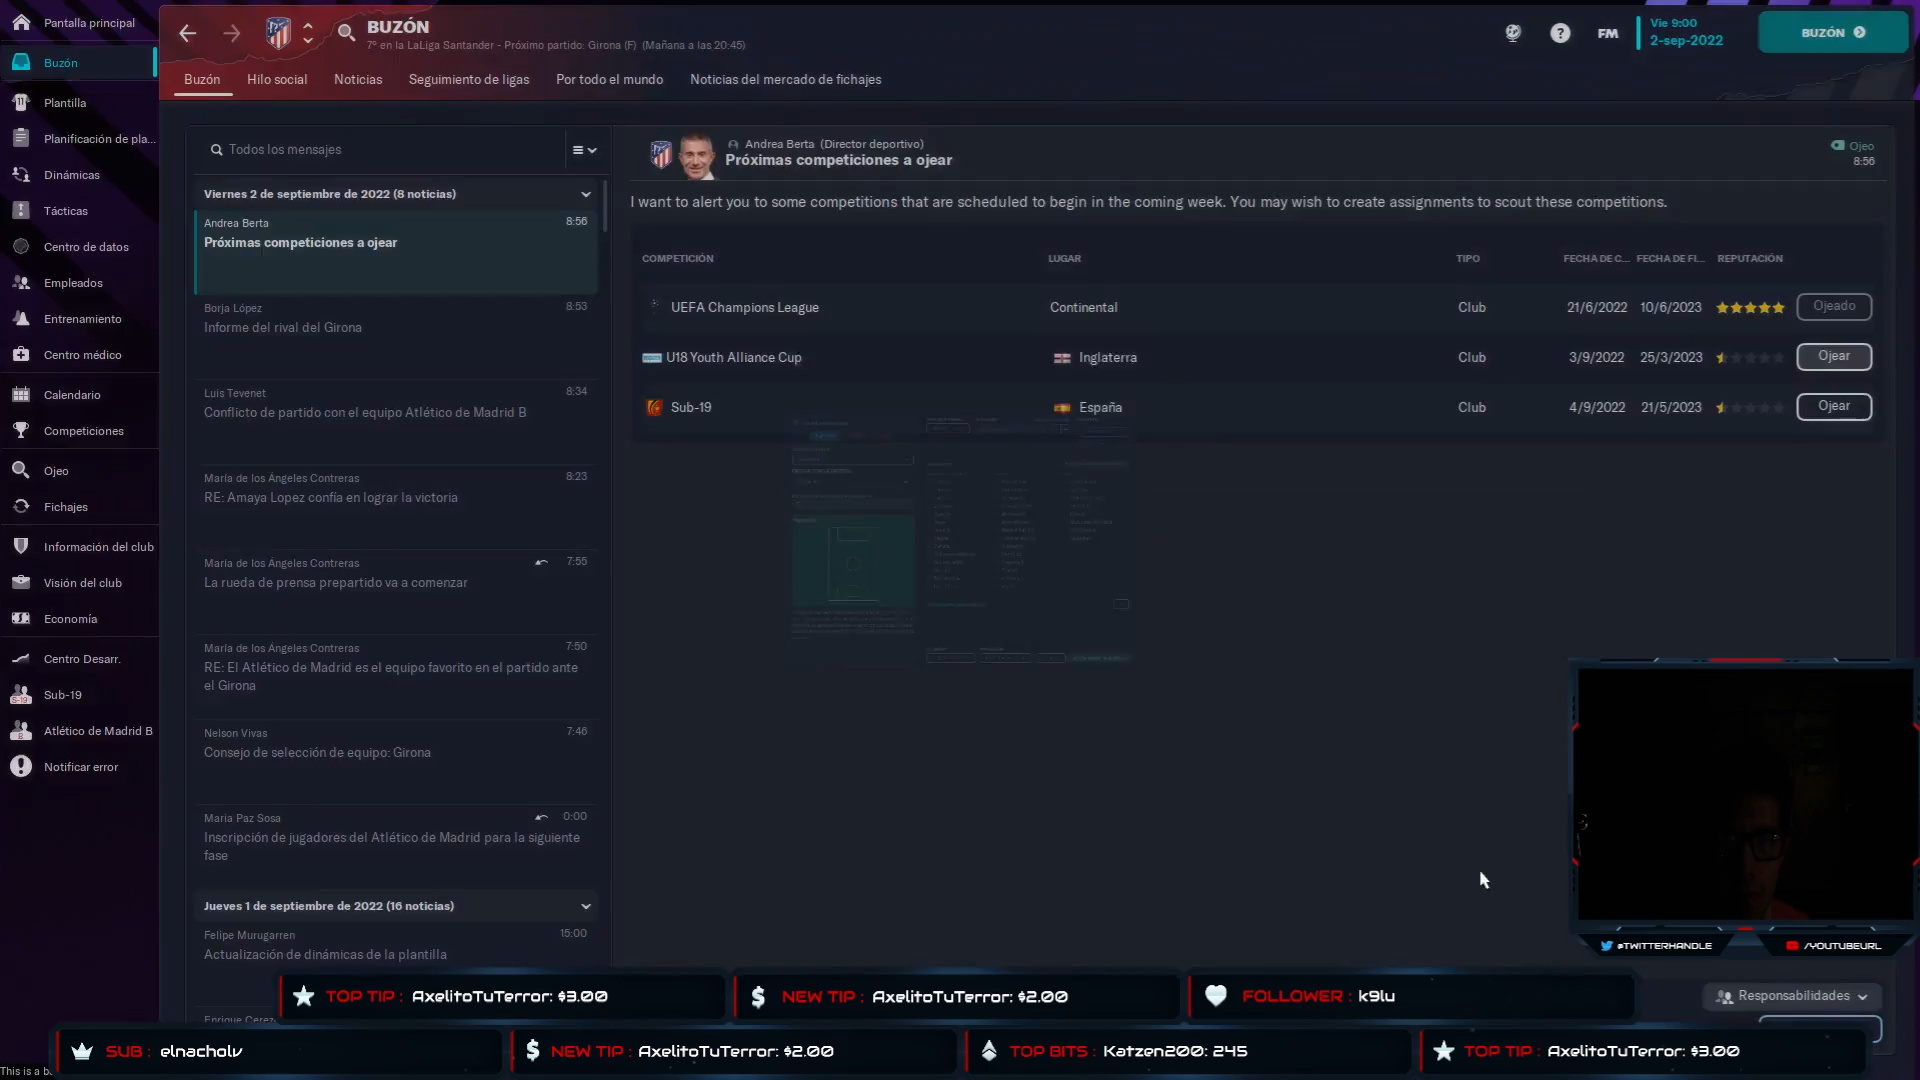 Pantalla principal
Buzón
Plantilla
Planificación de pla...
Dinámicas
Tácticas
Centro de datos
Empleados
Entrenamiento
Centro médico
Calendario
Competiciones
Ojeo
Fichajes
Información del club
Visión del club
Economía
Centro Desarr.
Sub-19
Atlético de Madrid B
Notificar error
BUZÓN
7º en la LaLiga Santander - Próximo partido: Girona (F) (Mañana a las 20:45)
FM
Vie 9:00
2-sep-2022
BUZÓN
Buzón
Hilo social
Noticias
Seguimiento de ligas
Por todo el mundo
Noticias del mercado de fichajes
Todos los mensajes
Viernes 2 de septiembre de 2022 (8 noticias)
Andrea Berta 8:56
Próximas competiciones a ojear
Borja López 8:53
Informe del rival del Girona
Luis Tevenet 8:34
Conflicto de partido con el equipo Atlético de Madrid B
María de los Ángeles Contreras 8:23
RE: Amaya Lopez confía en lograr la victoria
María de los Ángeles Contreras 7:55
La rueda de prensa prepartido va a comenzar
María de los Ángeles Contreras 7:50
RE: El Atlético de Madrid es el equipo favorito en el partido ante
el Girona
Nelson Vivas 7:46
Consejo de selección de equipo: Girona
Maria Paz Sosa 0:00
Inscripción de jugadores del Atlético de Madrid para la siguiente
fase
Jueves 1 de septiembre de 2022 (16 noticias)
Felipe Murugarren 15:00
Actualización de dinámicas de la plantilla
Enrique Cerez
Andrea Berta (Director deportivo)
Próximas competiciones a ojear
Ojeo
8:56
I want to alert you to some competitions that are scheduled to begin in the coming week. You may wish to create assignments to scout these competitions.
COMPETICIÓN LUGAR TIPO FECHA DE C... FECHA DE FI... REPUTACIÓN
UEFA Champions League Continental Club 21/6/2022 10/6/2023 Ojeado
U18 Youth Alliance Cup Inglaterra Club 3/9/2022 25/3/2023 Ojear
Sub-19 España Club 4/9/2022 21/5/2023 Ojear
@TWITTERHANDLE
/YOUTUBEURL
Responsabilidades
TOP TIP : AxelitoTuTerror: $3.00
NEW TIP : AxelitoTuTerror: $2.00
FOLLOWER : k9lu
SUB : elnacholv
NEW TIP : AxelitoTuTerror: $2.00
TOP BITS : Katzen200: 245
TOP TIP : AxelitoTuTerror: $3.00
This is a b